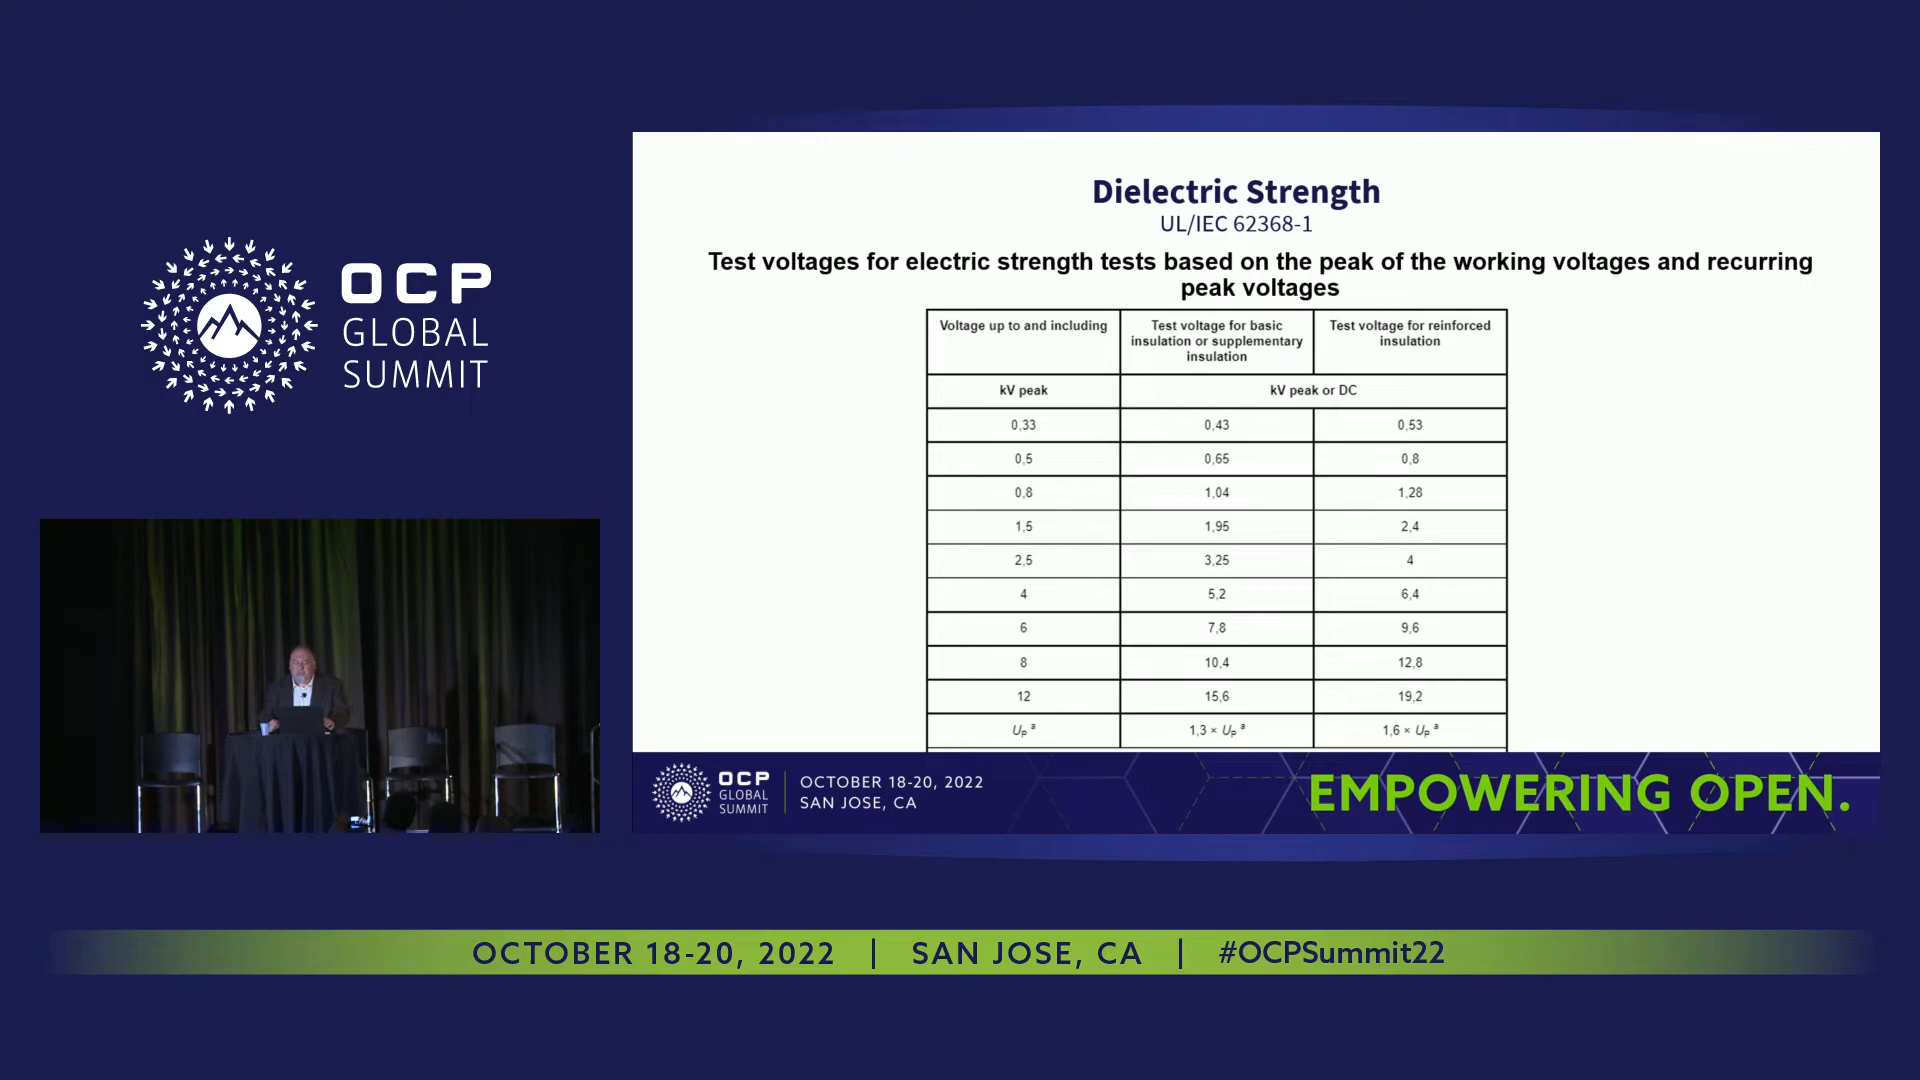 OCP
GLOBAL
SUMMIT
Dielectric Strength
UL/IEC 62368-1
Test voltages for electric strength tests based on the peak of the working voltages and recurring
peak voltages
Voltage up to and including
Test voltage for basic
insulation or supplementary
insulation
Test voltage for reinforced
insulation
kV peak
kV peak or DC
0,33 0,43 0,53
0,5 0,65 0,8
0,8 1,04 1,28
1,5 1,95 2,4
2,5 3,25 4
4 5,2 6,4
6 7,8 9,6
8 10,4 12,8
12 15,6 19,2
UP a 1,3 × UP a 1,6 × UP a
OCP
GLOBAL
SUMMIT
OCTOBER 18-20, 2022
SAN JOSE, CA
EMPOWERING OPEN.
OCTOBER 18-20, 2022 | SAN JOSE, CA | #OCPSummit22